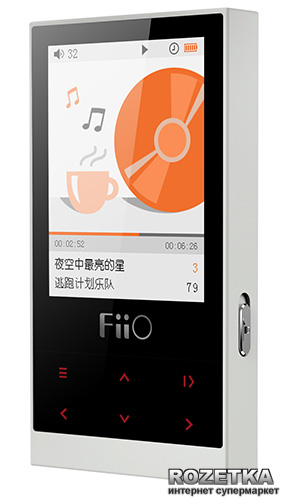 32
00:02:52 00:06:26
夜空中最亮的星 3
逃跑计划乐队 79
FiiO
ROZETKA
интернет супермаркет